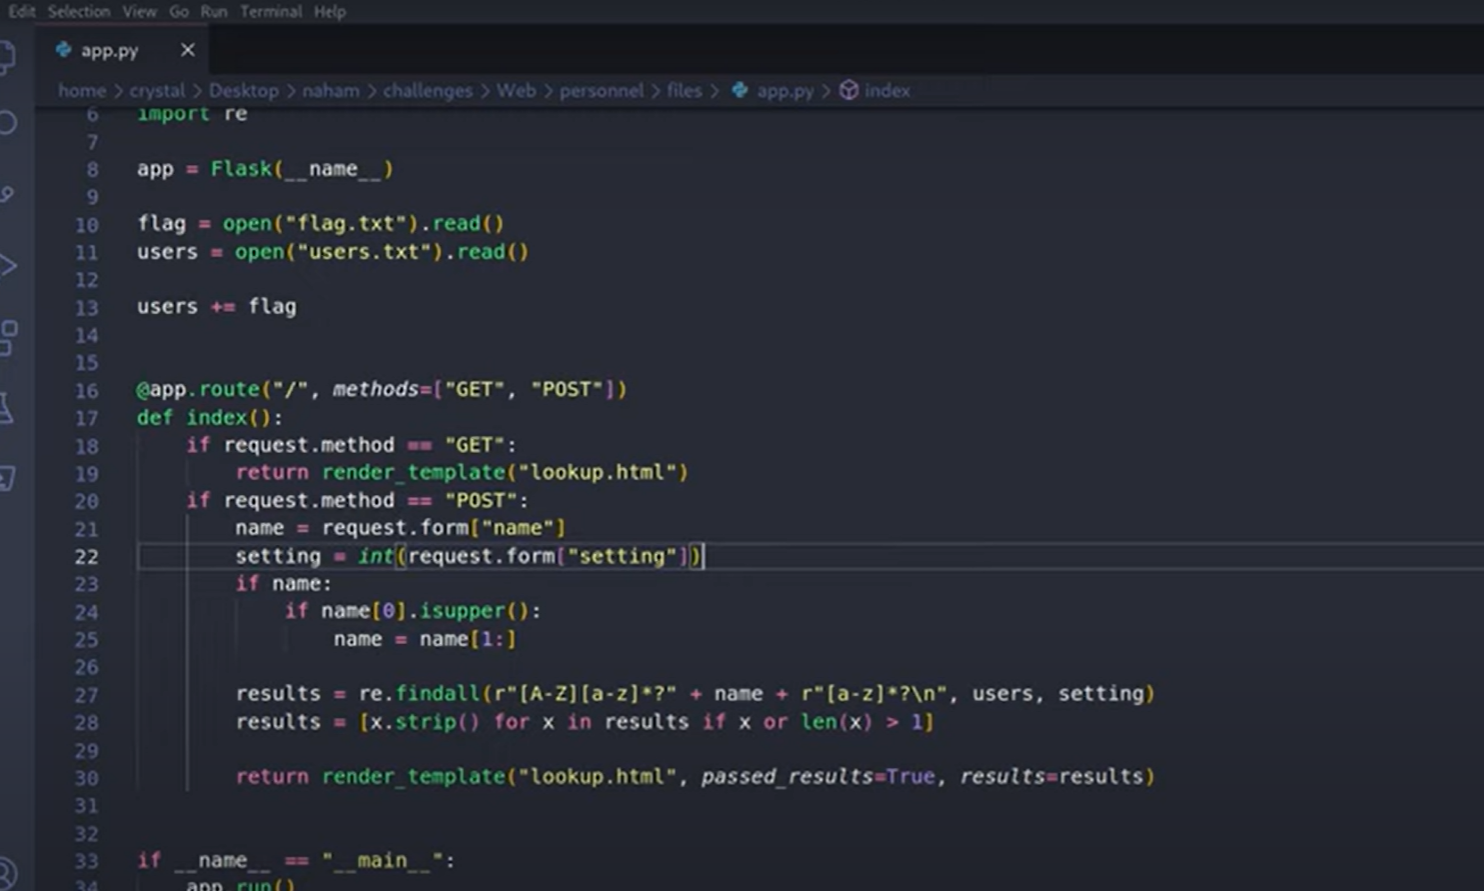 Edit Selection View Go Run Terminal Help
app.py ×
home > crystal > Desktop > naham > challenges > Web > personnel > files > app.py > index
6 import re
7
8 app = Flask(__name__)
9
10 flag = open("flag.txt").read()
11 users = open("users.txt").read()
12
13 users += flag
14
15
16 @app.route("/", methods=["GET", "POST"])
17 def index():
18     if request.method == "GET":
19         return render_template("lookup.html")
20     if request.method == "POST":
21         name = request.form["name"]
22         setting = int(request.form["setting"])
23         if name:
24             if name[0].isupper():
25                 name = name[1:]
26
27         results = re.findall(r"[A-Z][a-z]*?" + name + r"[a-z]*?\n", users, setting)
28         results = [x.strip() for x in results if x or len(x) > 1]
29
30         return render_template("lookup.html", passed_results=True, results=results)
31
32
33 if __name__ == "__main__":
34     app.run()